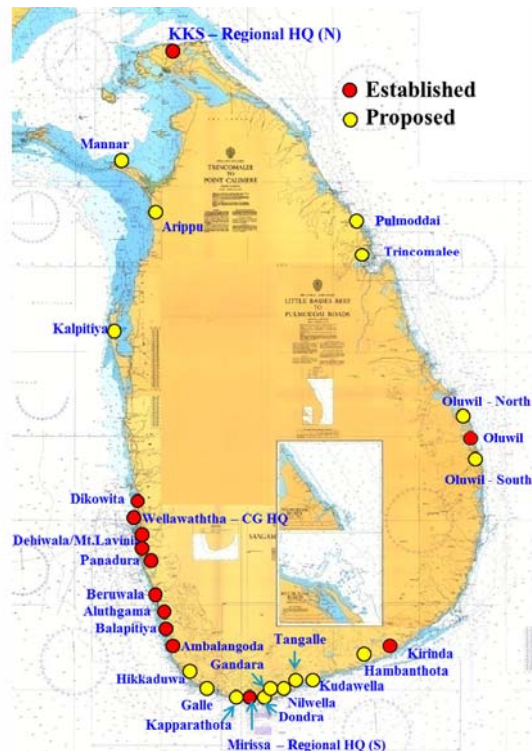 KKS – Regional HQ (N)
Established
Proposed
Mannar
TRINCOMALEE
TO
POINT CALIMERE
Arippu
Pulmoddai
Trincomalee
LITTLE BASSES REEF
TO
PULMODDAI ROADS
Kalpitiya
Oluwil - North
Oluwil
Oluwil - South
Dikowita
Wellawaththa – CG HQ
Dehiwala/Mt.Lavinia
Panadura
Beruwala
Aluthgama
Balapitiya
Ambalangoda
Tangalle
Kirinda
Gandara
Hambanthota
Hikkaduwa
Kudawella
Galle
Nilwella
Kapparathota
Dondra
Mirissa – Regional HQ (S)